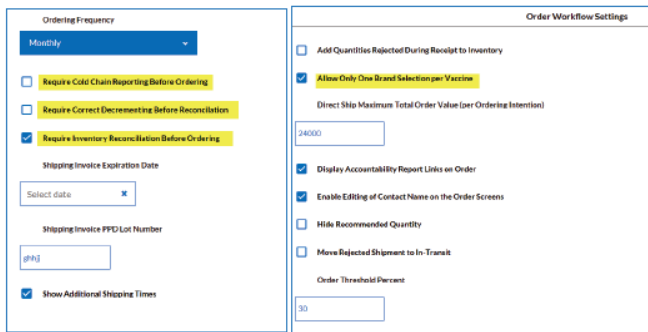 Ordering Frequency
Monthly
Require Cold Chain Reporting Before Ordering
Require Correct Decrementing Before Reconciliation
Require Inventory Reconciliation Before Ordering
Shipping Invoice Expiration Date
Select date
Shipping Invoice PPD Lot Number
ghhjj
Show Additional Shipping Times
Order Workflow Settings
Add Quantities Rejected During Receipt to Inventory
Allow Only One Brand Selection per Vaccine
Direct Ship Maximum Total Order Value (per Ordering Intention)
24000
Display Accountability Report Links on Order
Enable Editing of Contact Name on the Order Screens
Hide Recommended Quantity
Move Rejected Shipment to In-Transit
Order Threshold Percent
30